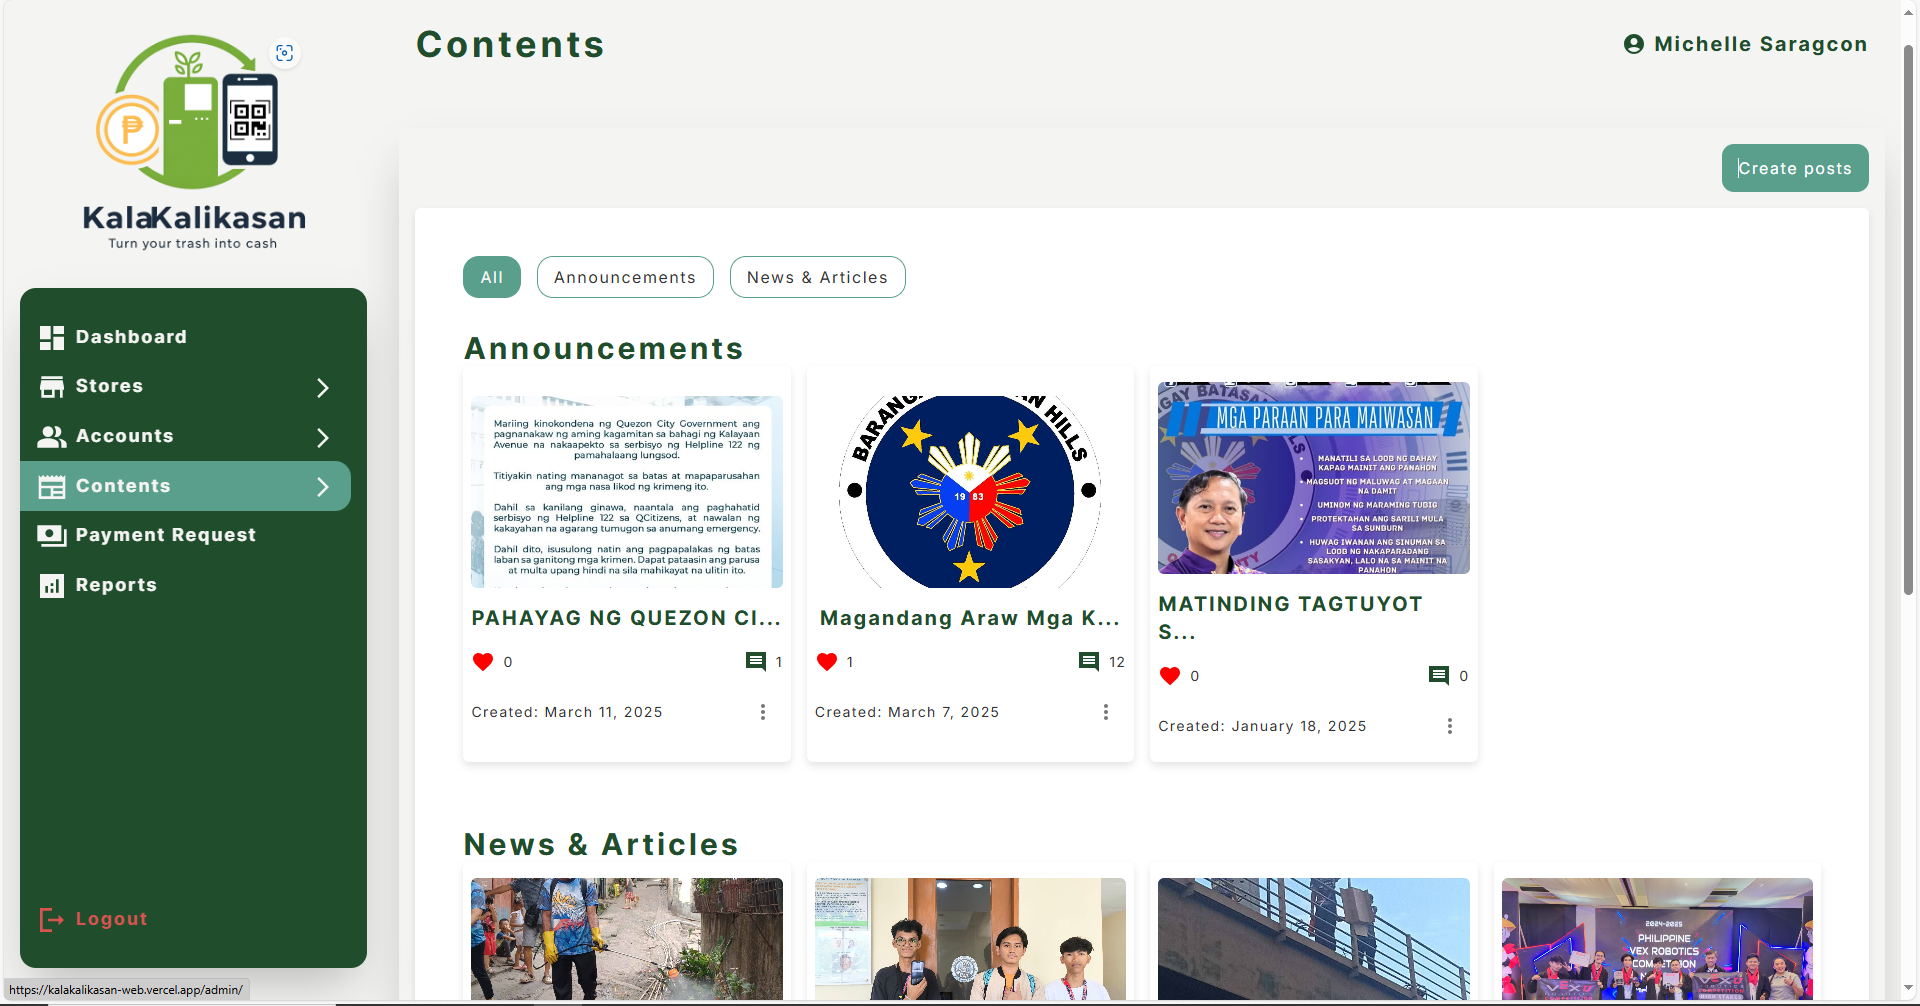 Contents
Michelle Saragcon
KalaKalikasan
Turn your trash into cash
Create posts
Dashboard
Stores
Accounts
Contents
Payment Request
Reports
Logout
All
Announcements
News & Articles
Announcements
Mariing kinokondena ng Quezon City Government ang
pagnanakaw ng aming kagamitan sa bahagi ng Kalayaan
Avenue na nakaapekto sa serbisyo ng Helpline 122 ng
pamahalaang lungsod.
Titiyakin nating mananagot sa batas at mapaparusahan
ang mga nasa likod ng krimeng ito.
Dahil sa kanilang ginawa, naantala ang paghahatid
serbisyo ng Helpline 122 sa QCitizens, at nawalan ng
kakayahan na agarang tumugon sa anumang emergency.
Dahil dito, isusulong natin ang pagpapalakas ng batas
laban sa ganitong mga krimen. Dapat pataasin ang parusa
at multa upang hindi na sila mahikayat na ulitin ito.
PAHAYAG NG QUEZON CI...
0
1
Created: March 11, 2025
HILLS
19 83
Magandang Araw Mga K...
1
12
Created: March 7, 2025
GAY BATASA
MGA PARAAN PARA MAIWASAN
• MANATILI SA LOOB NG BAHAY
KAPAG MAINIT ANG PANAHON
• MAGSUOT NG MALUWAG AT MAGAAN
NA DAMIT
• UMINOM NG MARAMING TUBIG
• PROTEKTAHAN ANG SARILI MULA
SA SUNBURN
• HUWAG IWANAN ANG SINUMAN SA
LOOB NG NAKAPARADANG
SASAKYAN, LALO NA SA MAINIT NA
PANAHON
MATINDING TAGTUYOT
S...
0
0
Created: January 18, 2025
News & Articles
2024-2025
PHILIPPINE
VEX ROBOTICS
https://kalakalikasan-web.vercel.app/admin/